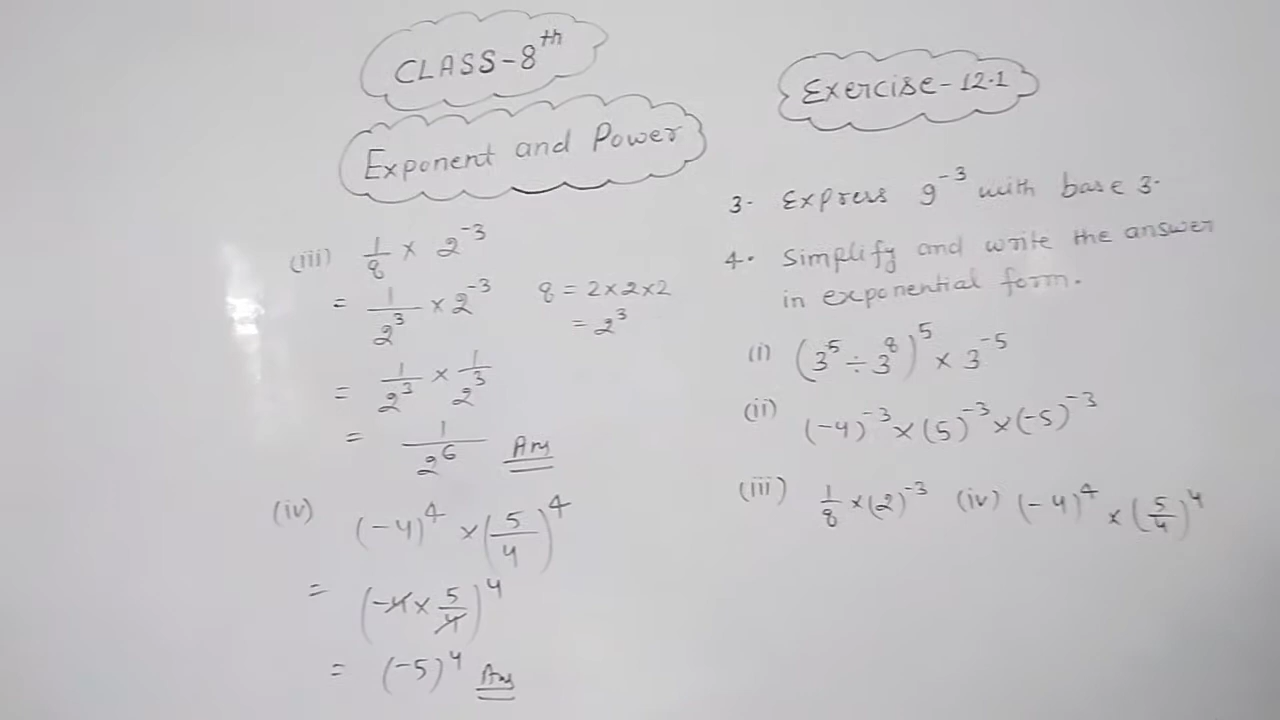 CLASS-8th
Exponent and Power
(iii) 1/8 × 2^-3
= 1/2^3 × 2^-3 8 = 2×2×2
= 2^3
= 1/2^3 × 1/2^3
= 1/2^6 Ans
(iv) (-4)^4 × (5/4)^4
= (-4 × 5/4)^4
= (-5)^4 Ans
Exercise-12.1
3. Express 9^-3 with base 3.
4. Simplify and write the answer
in exponential form.
(i) (3^5 ÷ 3^8)^5 × 3^-5
(ii) (-4)^-3 × (5)^-3 × (-5)^-3
(iii) 1/8 × (2)^-3 (iv) (-4)^4 × (5/4)^4